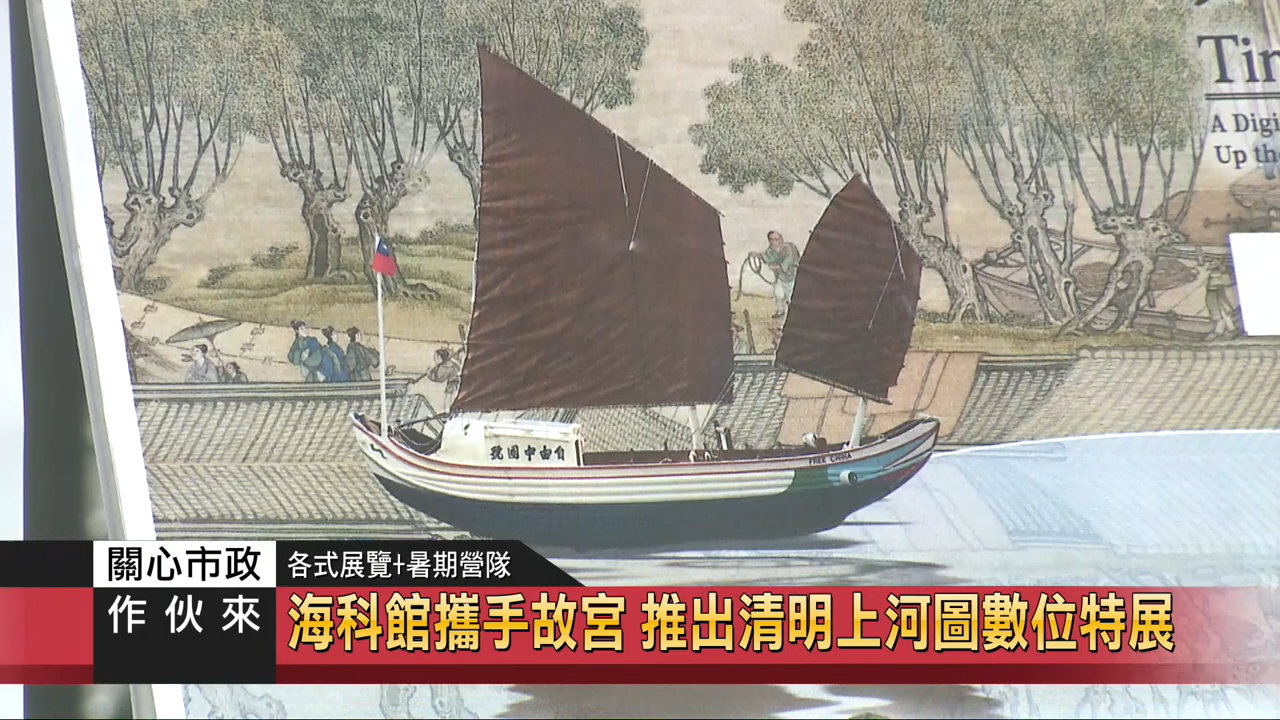 Tin
A Digi
Up the
自由中國號
FREE CHINA
關心市政
作伙來
各式展覽+暑期營隊
海科館攜手故宮 推出清明上河圖數位特展